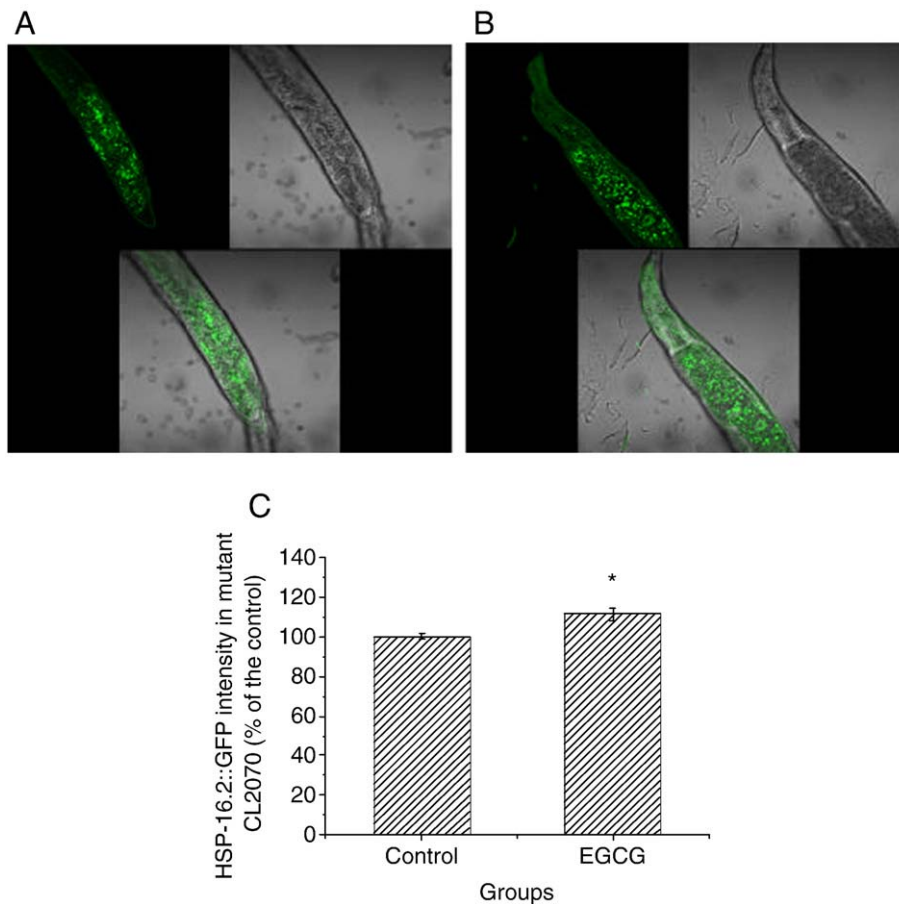 A
B
C
HSP-16.2::GFP intensity in mutant
CL2070 (% of the control)
140
120
100
80
60
40
20
0
*
Control
EGCG
Groups